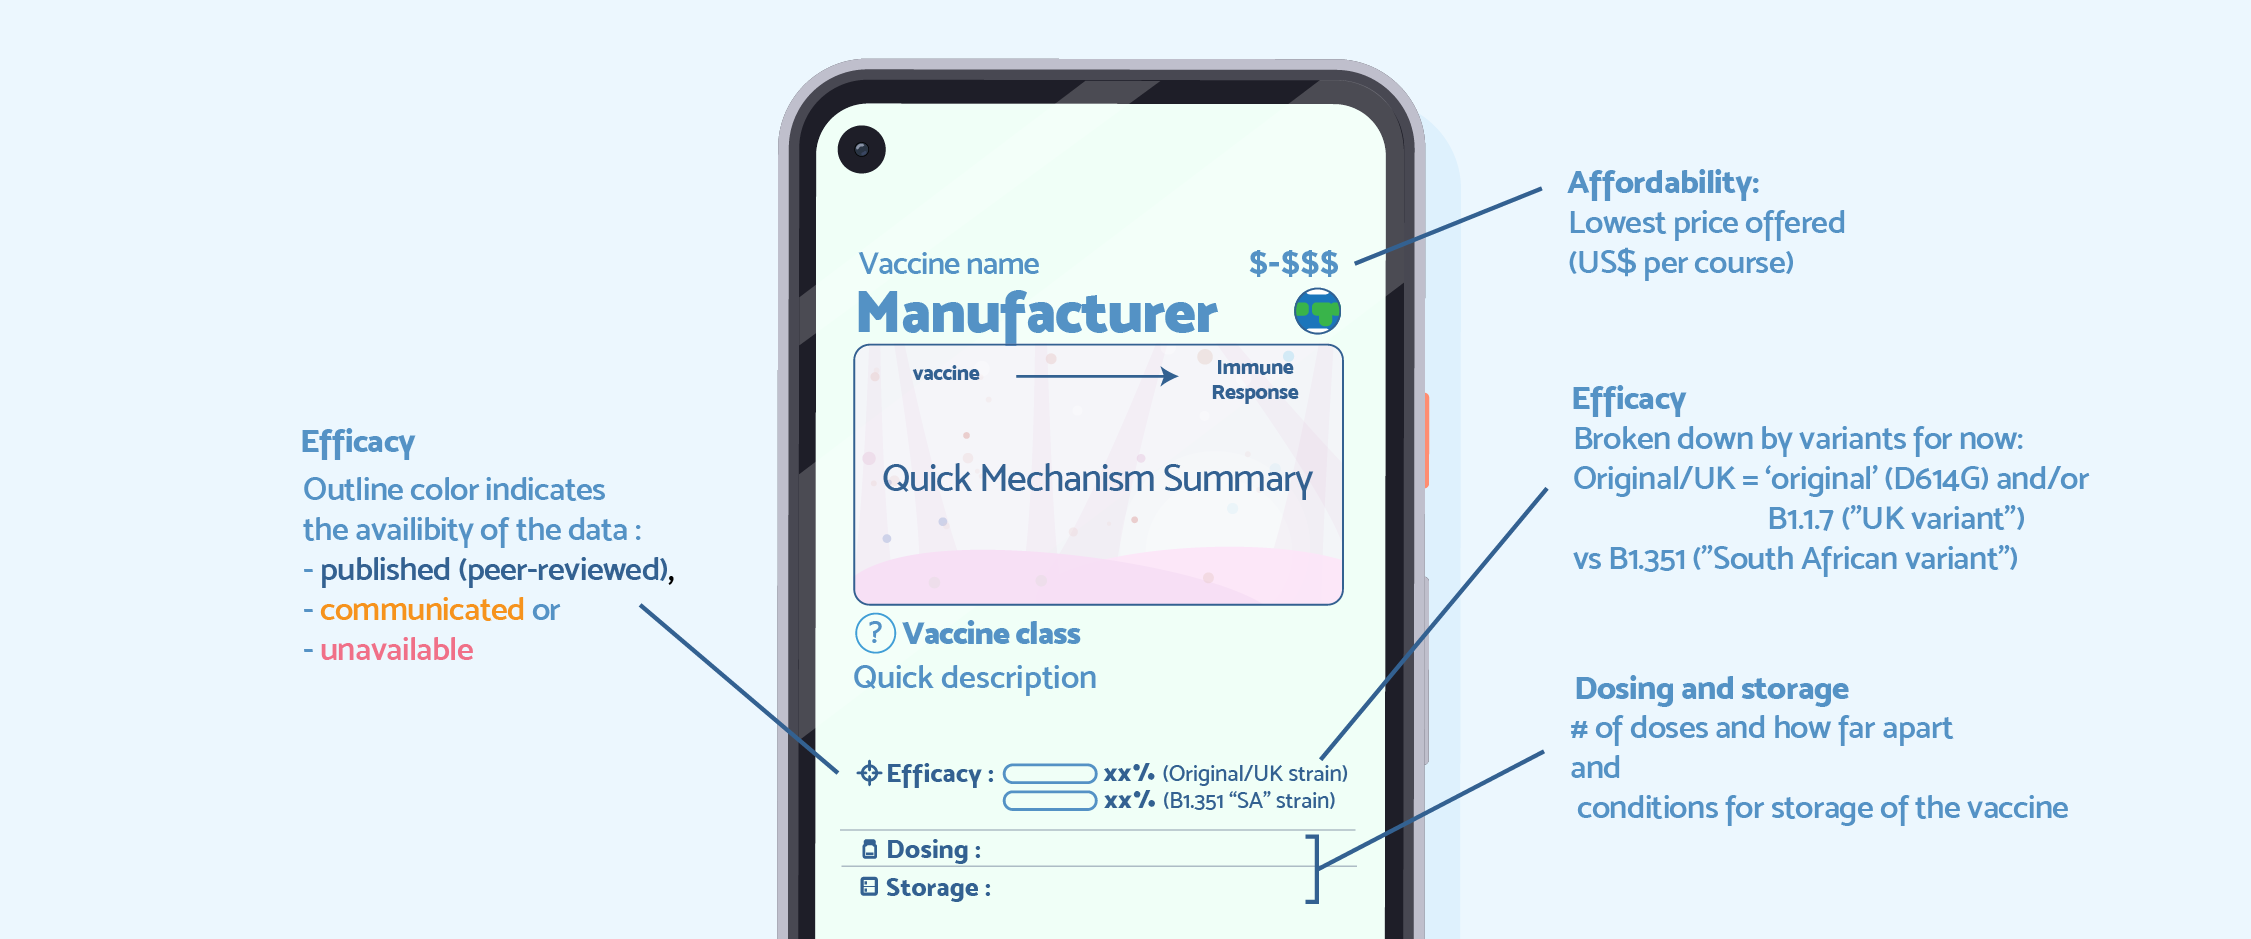 Efficacy
Outline color indicates
the availibity of the data :
- published (peer-reviewed),
- communicated or
- unavailable
Vaccine name
$-$$$
Manufacturer
vaccine
Immune
Response
Quick Mechanism Summary
? Vaccine class
Quick description
Efficacy : xx% (Original/UK strain)
xx% (B1.351 “SA” strain)
Dosing :
Storage :
Affordability:
Lowest price offered
(US$ per course)
Efficacy
Broken down by variants for now:
Original/UK = ‘original’ (D614G) and/or
B1.1.7 (”UK variant”)
vs B1.351 (”South African variant”)
Dosing and storage
# of doses and how far apart
and
conditions for storage of the vaccine